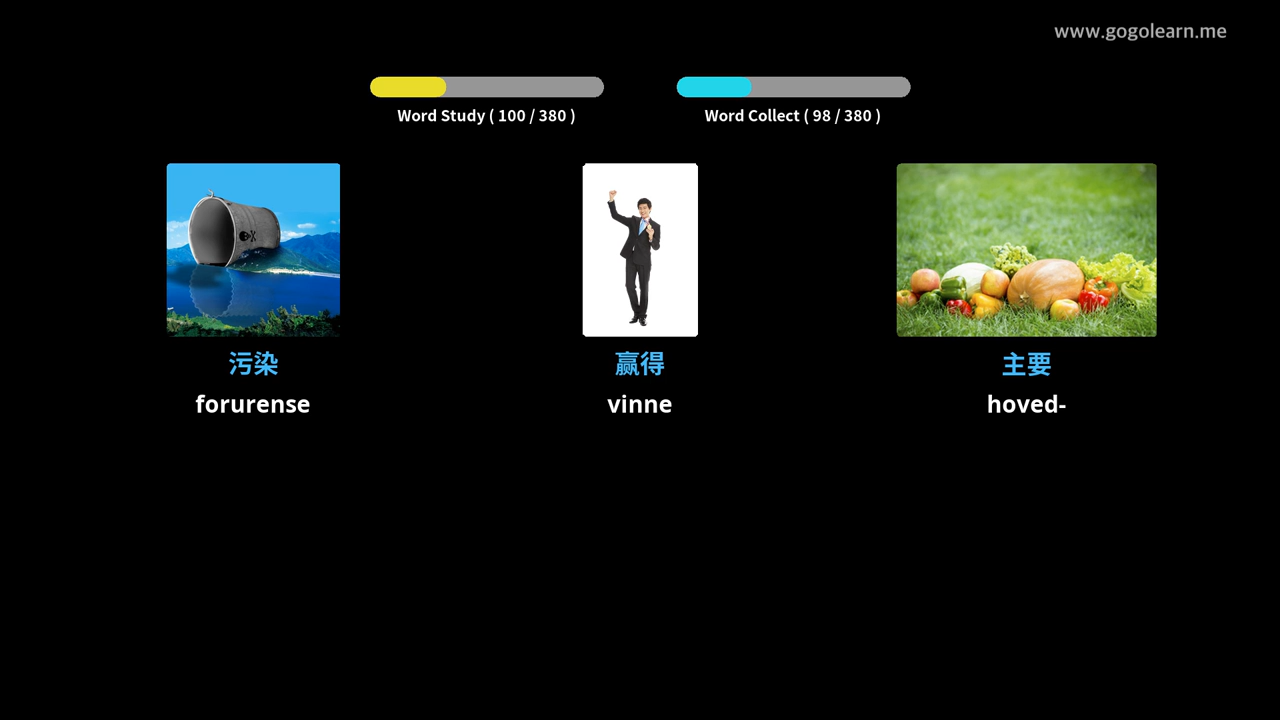 www.gogolearn.me
Word Study ( 100 / 380 )
Word Collect ( 98 / 380 )
污染
赢得
主要
forurense
vinne
hoved-